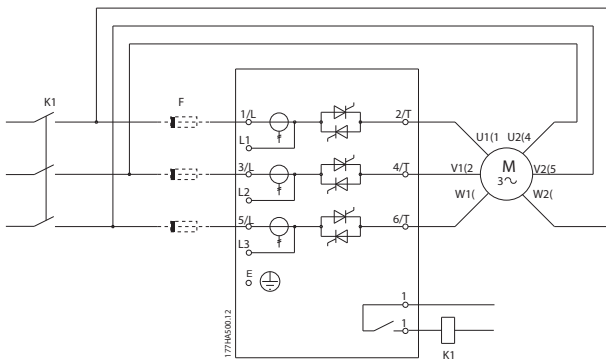 K1
F
1/L
2/T
U1(1
U2(4
L1
3/L
4/T
V1(2
M
3~
V2(5
L2
W1(
W2(
5/L
6/T
L3
E
1
1
K1
177HA500.12